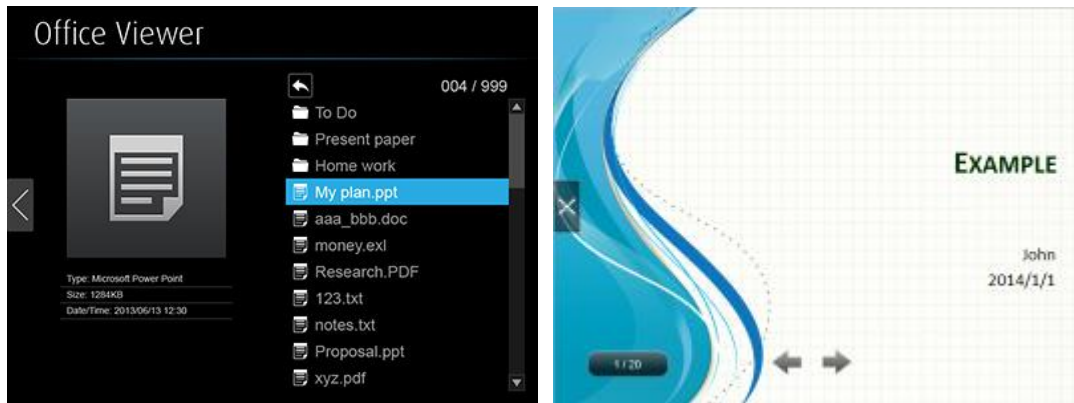 Office Viewer
004 / 999
To Do
Present paper
Home work
My plan.ppt
aaa_bbb.doc
money.exl
Research.PDF
123.txt
notes.txt
Proposal.ppt
xyz.pdf
Type: Microsoft Power Point
Size: 1284KB
Date/Time: 2013/06/13 12:30
EXAMPLE
John
2014/1/1
1 / 20